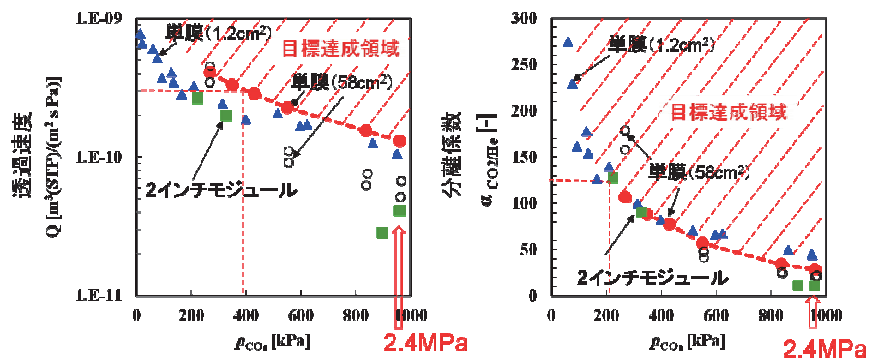 1.E-09
1.E-10
1.E-11
透過速度
Q [m³(STP)/(m² s Pa)]
単膜(1.2cm²)
目標達成領域
単膜(58cm²)
2インチモジュール
0
200
400
600
800
1000
pCO₂ [kPa]
2.4MPa
300
250
200
150
100
50
0
分離係数
α CO2/He [-]
単膜(1.2cm²)
目標達成領域
単膜(58cm²)
2インチモジュール
0
200
400
600
800
1000
pCO₂ [kPa]
2.4MPa